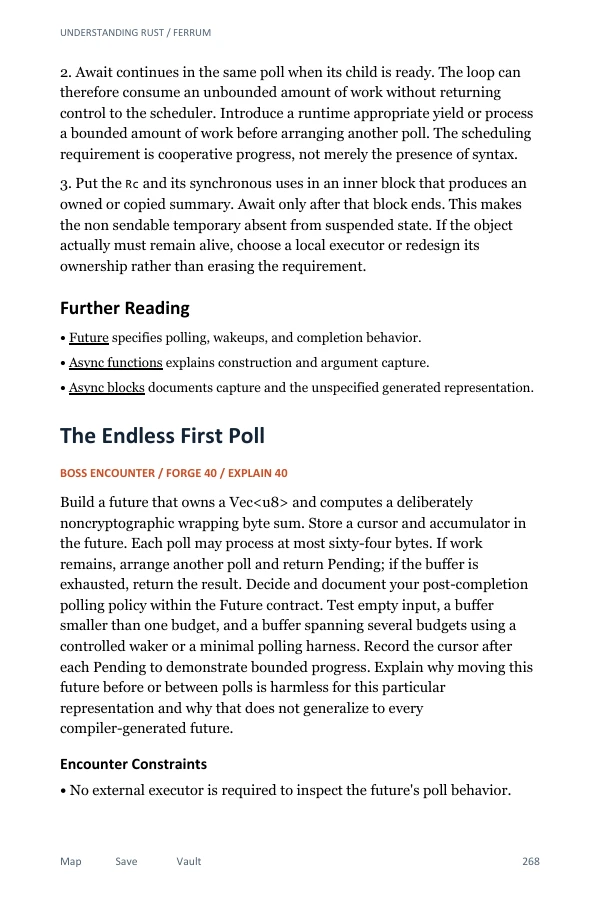 UNDERSTANDING RUST / FERRUM
2. Await continues in the same poll when its child is ready. The loop can
therefore consume an unbounded amount of work without returning
control to the scheduler. Introduce a runtime appropriate yield or process
a bounded amount of work before arranging another poll. The scheduling
requirement is cooperative progress, not merely the presence of syntax.
3. Put the Rc and its synchronous uses in an inner block that produces an
owned or copied summary. Await only after that block ends. This makes
the non sendable temporary absent from suspended state. If the object
actually must remain alive, choose a local executor or redesign its
ownership rather than erasing the requirement.
Further Reading
• Future specifies polling, wakeups, and completion behavior.
• Async functions explains construction and argument capture.
• Async blocks documents capture and the unspecified generated representation.
The Endless First Poll
BOSS ENCOUNTER / FORGE 40 / EXPLAIN 40
Build a future that owns a Vec<u8> and computes a deliberately
noncryptographic wrapping byte sum. Store a cursor and accumulator in
the future. Each poll may process at most sixty-four bytes. If work
remains, arrange another poll and return Pending; if the buffer is
exhausted, return the result. Decide and document your post-completion
polling policy within the Future contract. Test empty input, a buffer
smaller than one budget, and a buffer spanning several budgets using a
controlled waker or a minimal polling harness. Record the cursor after
each Pending to demonstrate bounded progress. Explain why moving this
future before or between polls is harmless for this particular
representation and why that does not generalize to every
compiler-generated future.
Encounter Constraints
• No external executor is required to inspect the future's poll behavior.
Map Save Vault 268